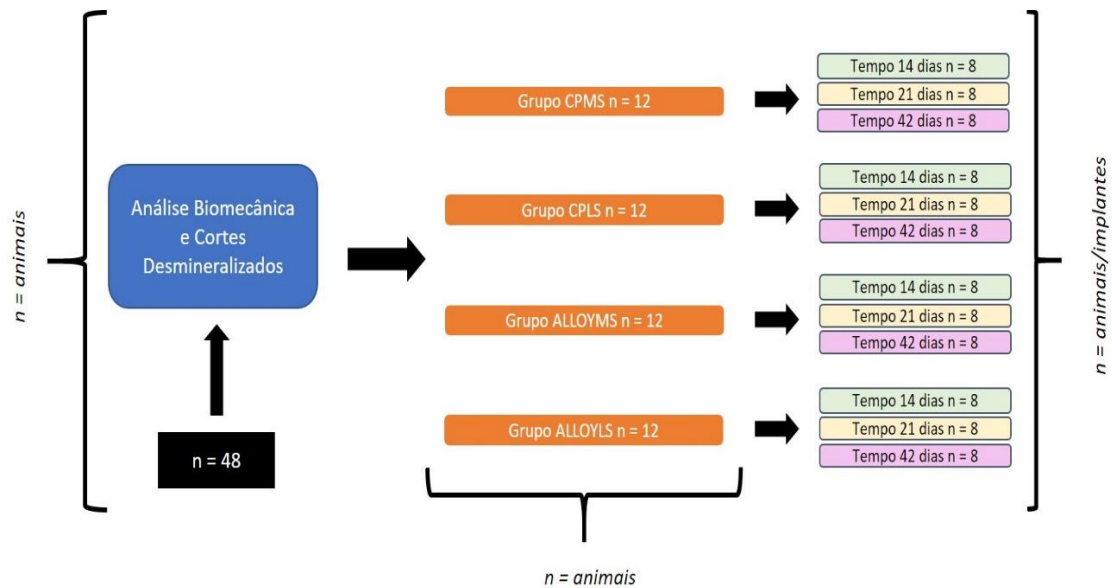 n = animais
Análise Biomecânica
e Cortes
Desmineralizados
n = 48
Grupo CPMS n = 12
Tempo 14 dias n = 8
Tempo 21 dias n = 8
Tempo 42 dias n = 8
Grupo CPLS n = 12
Tempo 14 dias n = 8
Tempo 21 dias n = 8
Tempo 42 dias n = 8
Grupo ALLOYMS n = 12
Tempo 14 dias n = 8
Tempo 21 dias n = 8
Tempo 42 dias n = 8
Grupo ALLOYLS n = 12
Tempo 14 dias n = 8
Tempo 21 dias n = 8
Tempo 42 dias n = 8
n = animais/implantes
n = animais